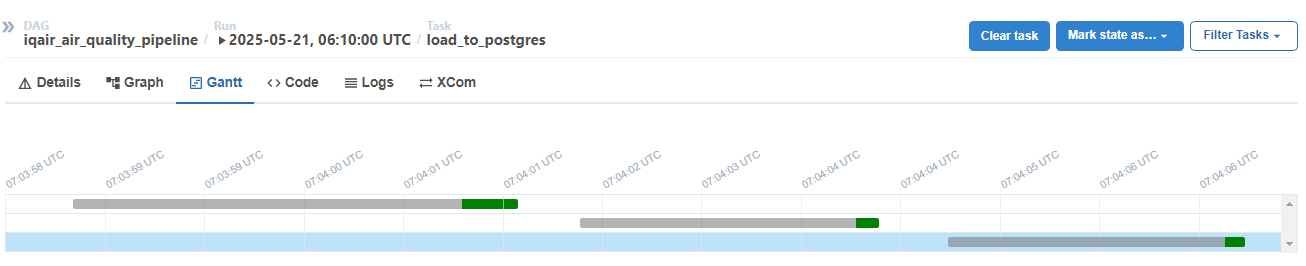 DAG Run Task
iqair_air_quality_pipeline / 2025-05-21, 06:10:00 UTC / load_to_postgres
Clear task Mark state as… Filter Tasks
Details Graph Gantt Code Logs XCom
07:03:58 UTC 07:03:59 UTC 07:03:59 UTC 07:04:00 UTC 07:04:01 UTC 07:04:01 UTC 07:04:02 UTC 07:04:03 UTC 07:04:04 UTC 07:04:04 UTC 07:04:05 UTC 07:04:06 UTC 07:04:06 UTC